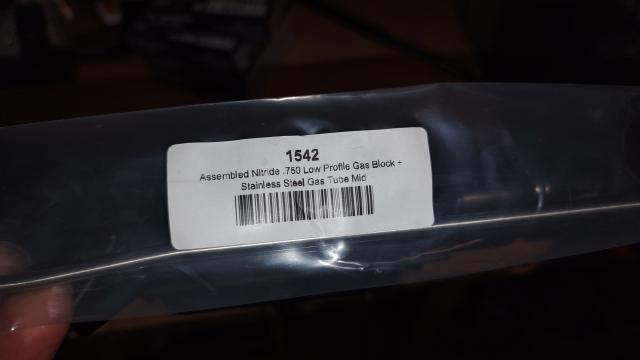 1542
Assembled Nitride .750 Low Profile Gas Block +
Stainless Steel Gas Tube Mid